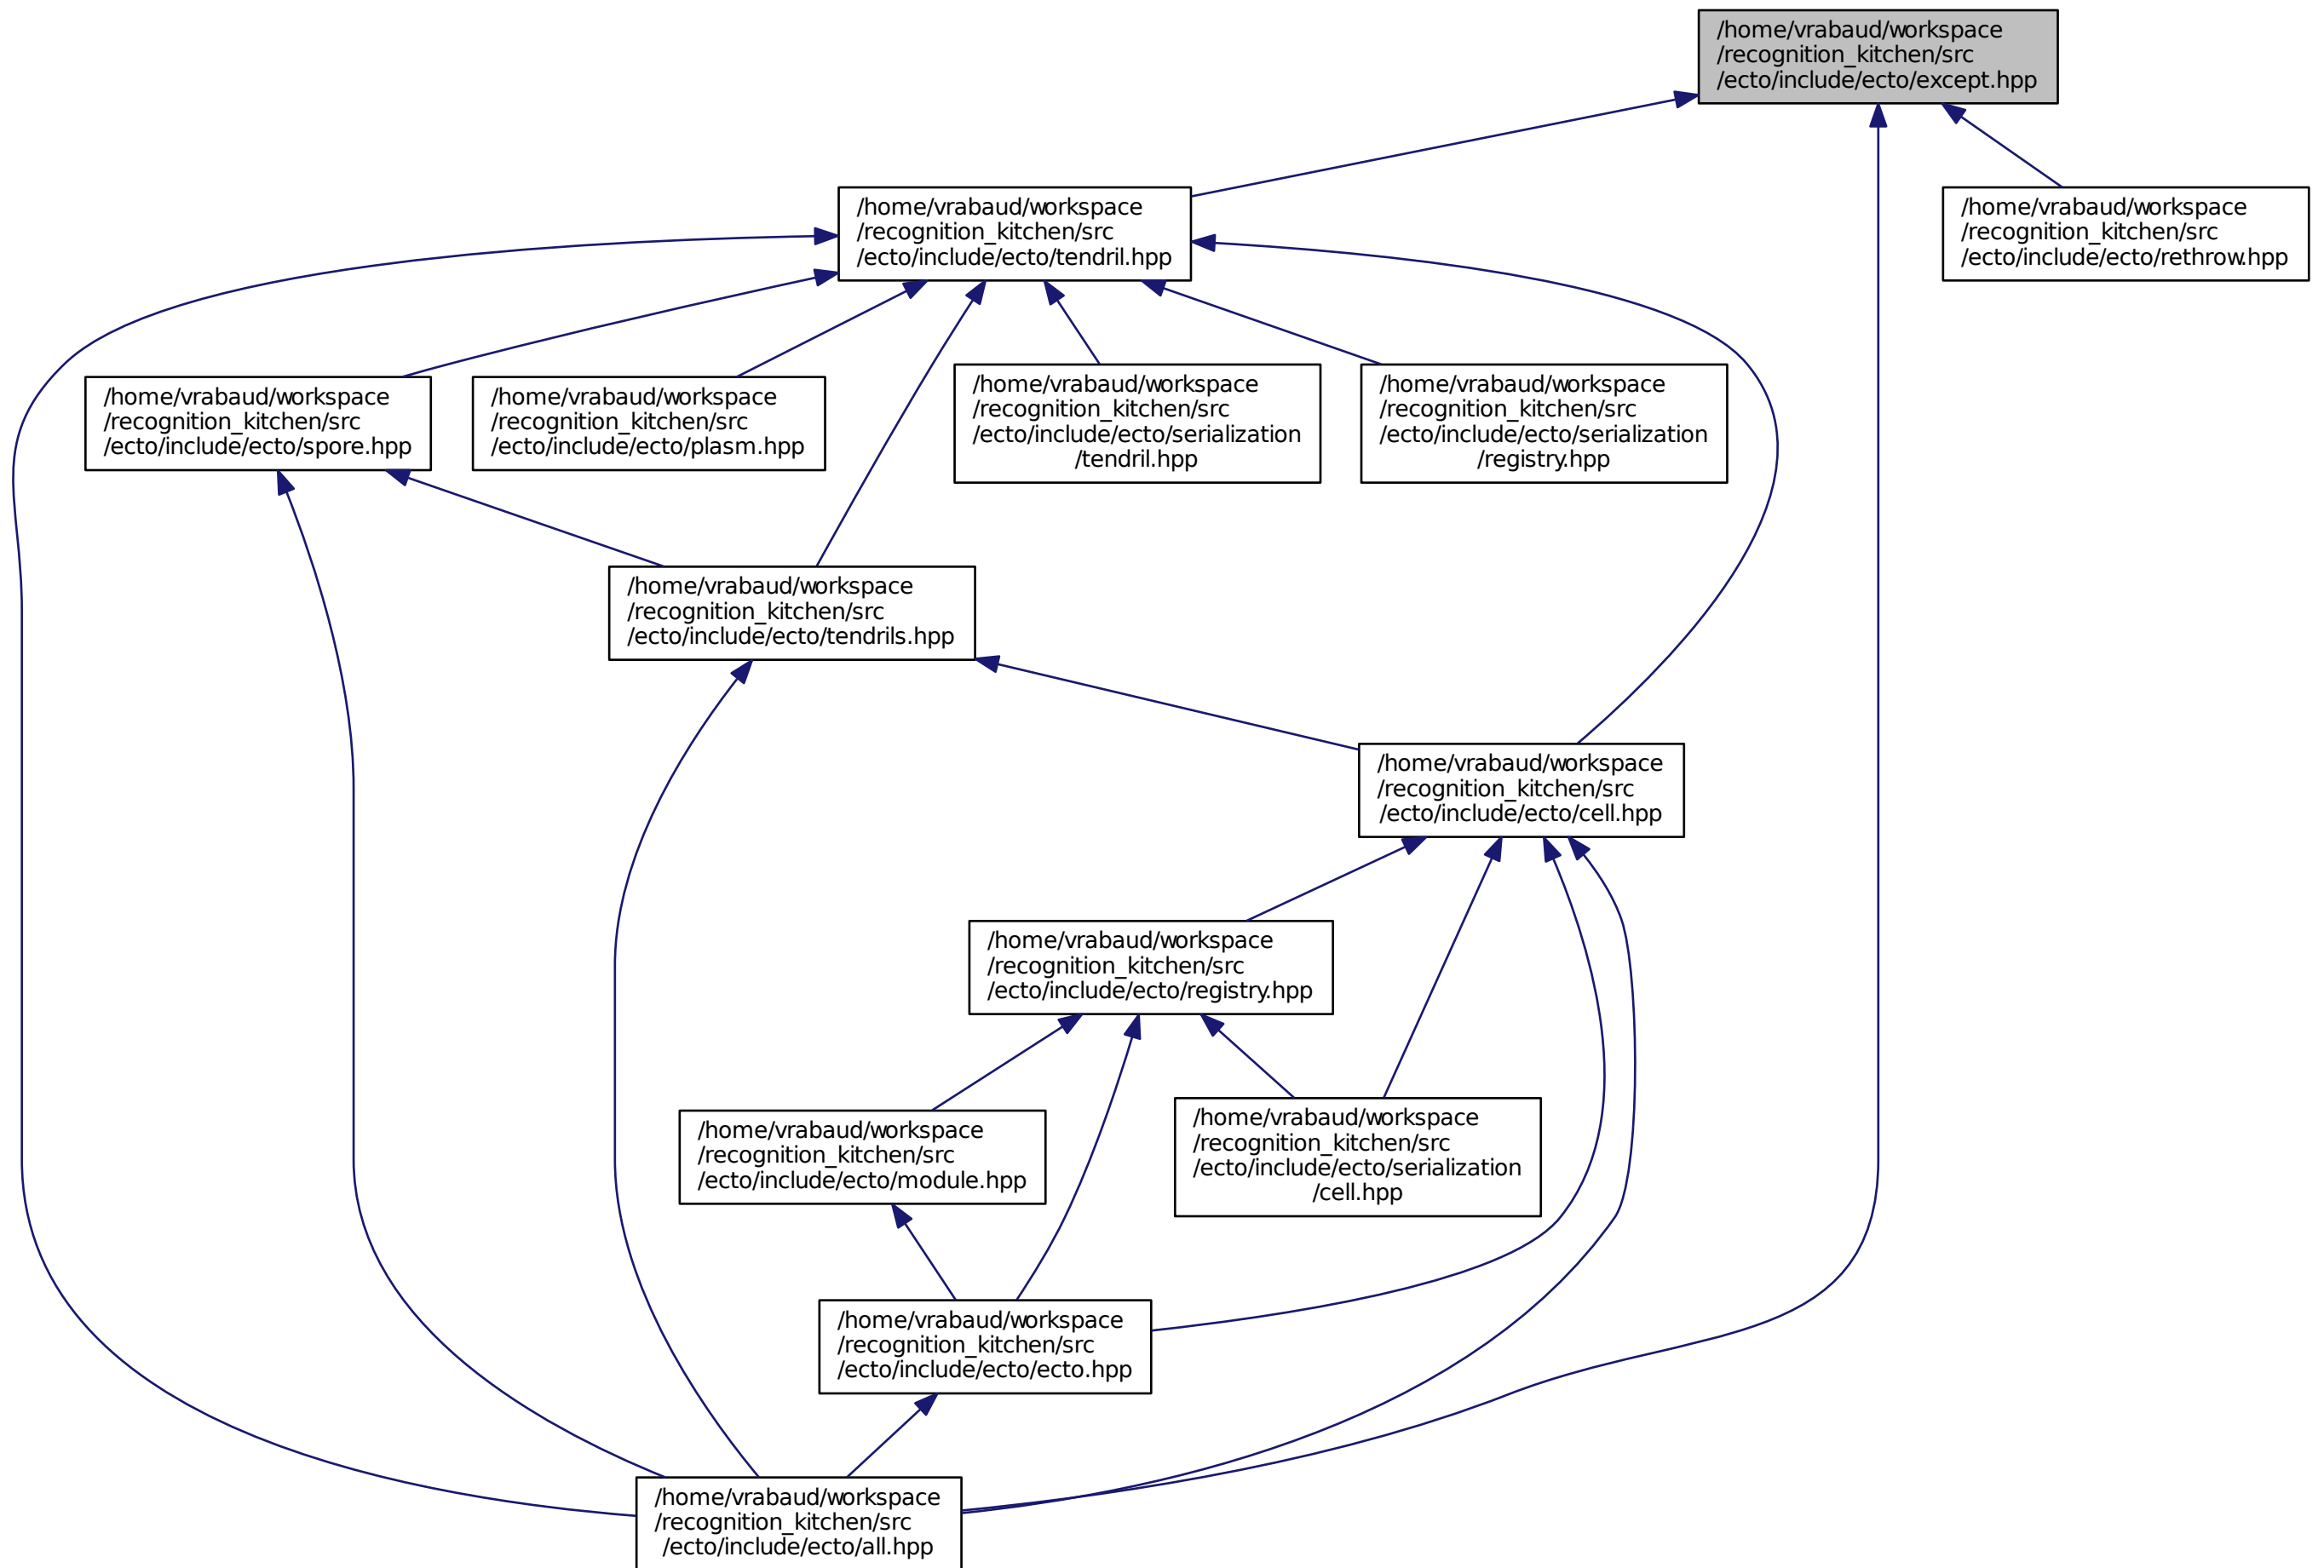 /home/vrabaud/workspace
/recognition_kitchen/src
/ecto/include/ecto/except.hpp
/home/vrabaud/workspace
/recognition_kitchen/src
/ecto/include/ecto/tendril.hpp
/home/vrabaud/workspace
/recognition_kitchen/src
/ecto/include/ecto/rethrow.hpp
/home/vrabaud/workspace
/recognition_kitchen/src
/ecto/include/ecto/spore.hpp
/home/vrabaud/workspace
/recognition_kitchen/src
/ecto/include/ecto/plasm.hpp
/home/vrabaud/workspace
/recognition_kitchen/src
/ecto/include/ecto/serialization
/tendril.hpp
/home/vrabaud/workspace
/recognition_kitchen/src
/ecto/include/ecto/serialization
/registry.hpp
/home/vrabaud/workspace
/recognition_kitchen/src
/ecto/include/ecto/tendrils.hpp
/home/vrabaud/workspace
/recognition_kitchen/src
/ecto/include/ecto/cell.hpp
/home/vrabaud/workspace
/recognition_kitchen/src
/ecto/include/ecto/registry.hpp
/home/vrabaud/workspace
/recognition_kitchen/src
/ecto/include/ecto/module.hpp
/home/vrabaud/workspace
/recognition_kitchen/src
/ecto/include/ecto/serialization
/cell.hpp
/home/vrabaud/workspace
/recognition_kitchen/src
/ecto/include/ecto/ecto.hpp
/home/vrabaud/workspace
/recognition_kitchen/src
/ecto/include/ecto/all.hpp